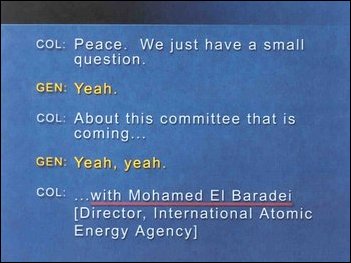 COL: Peace. We just have a small
question.
GEN: Yeah.
COL: About this committee that is
coming...
GEN: Yeah, yeah.
COL: ...with Mohamed El Baradei
[Director, International Atomic
Energy Agency]